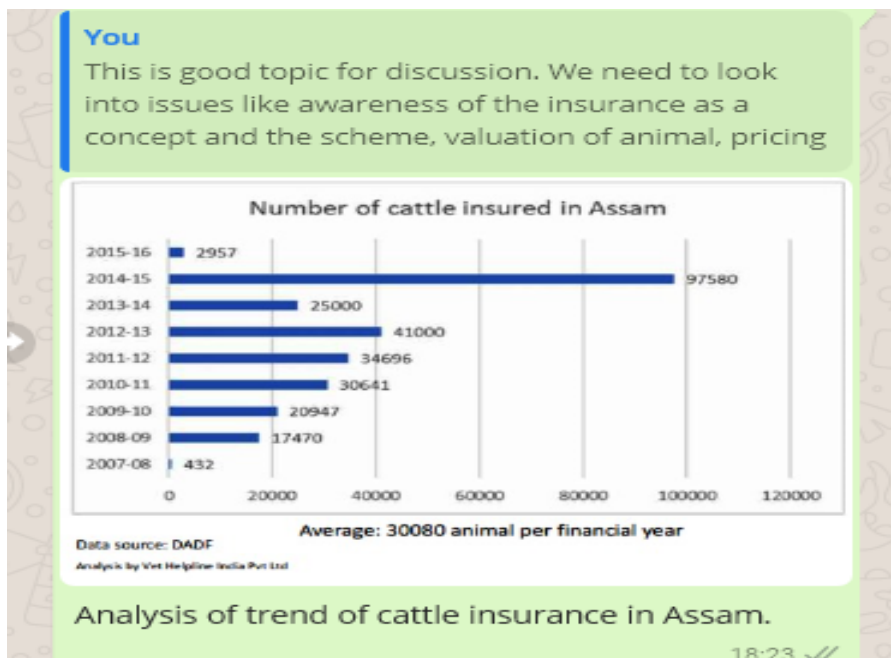 You
This is good topic for discussion. We need to look
into issues like awareness of the insurance as a
concept and the scheme, valuation of animal, pricing
Number of cattle insured in Assam
2015-16 2957
2014-15 97580
2013-14 25000
2012-13 41000
2011-12 34696
2010-11 30641
2009-10 20947
2008-09 17470
2007-08 432
0 20000 40000 60000 80000 100000 120000
Average: 30080 animal per financial year
Data source: DADF
Analysis by Vet Helpline India Pvt Ltd
Analysis of trend of cattle insurance in Assam.
18:23